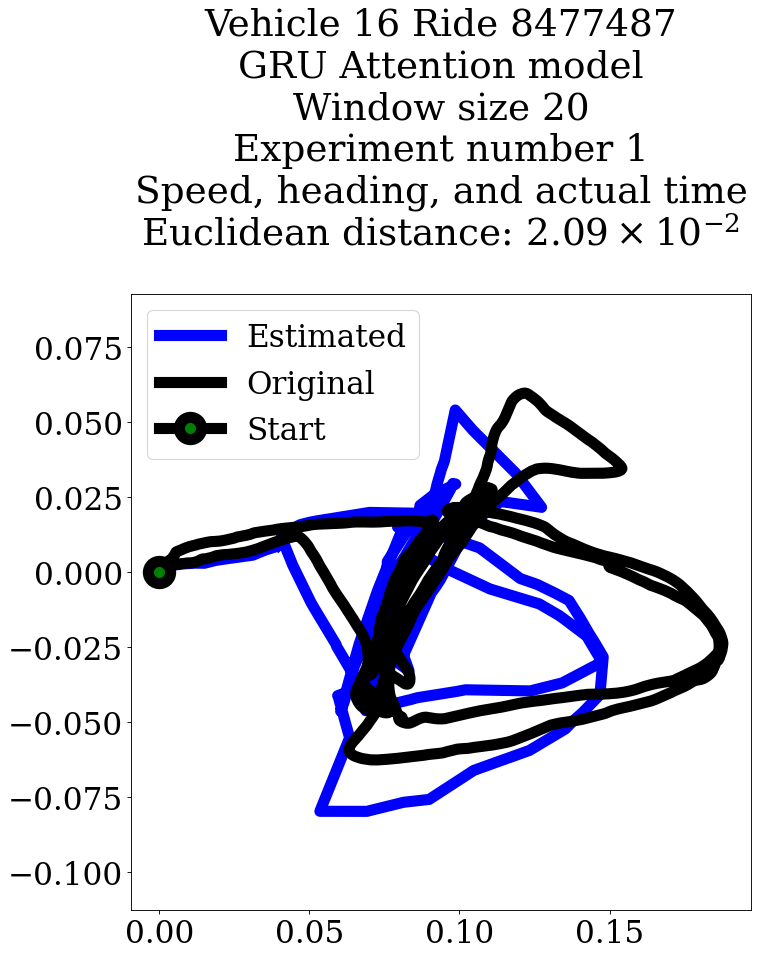 Vehicle 16 Ride 8477487
GRU Attention model
Window size 20
Experiment number 1
Speed, heading, and actual time
Euclidean distance: 2.09 × 10⁻²
Estimated
Original
Start
0.075
0.050
0.025
0.000
−0.025
−0.050
−0.075
−0.100
0.00 0.05 0.10 0.15